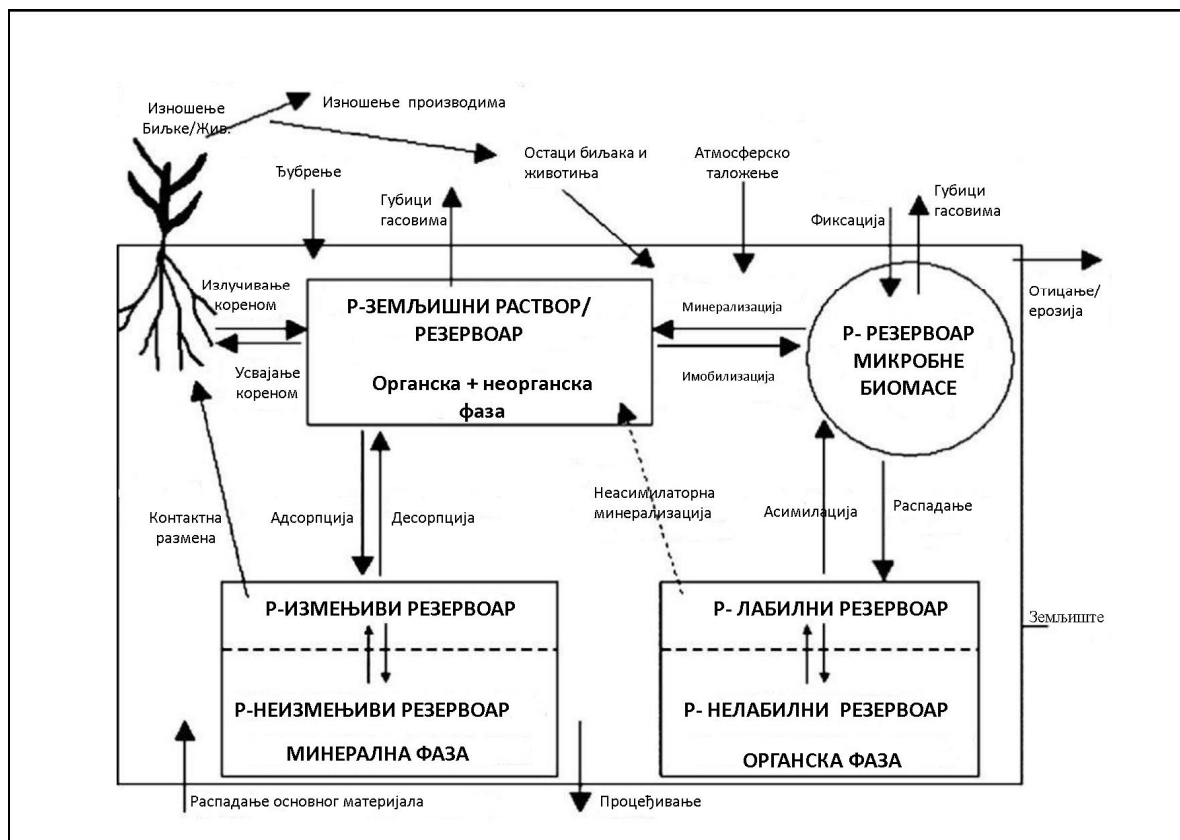 Изношење
Биљке/Жив.
Изношење производима
Ђубрење
Губици
гасовима
Остаци биљака и
животиња
Атмосферско
таложење
Фиксација
Губици
гасовима
Отицање/
ерозија
Излучивање
кореном
Усвајање
кореном
Р-ЗЕМЉИШНИ РАСТВОР/
РЕЗЕРВОАР
Органска + неорганска
фаза
Минерализација
Имобилизација
Р- РЕЗЕРВОАР
МИКРОБНЕ
БИОМАСЕ
Контактна
размена
Адсорпција
Десорпција
Неасимилаторна
минерализација
Асимилација
Распадање
Р-ИЗМЕЊИВИ РЕЗЕРВОАР
Р-НЕИЗМЕЊИВИ РЕЗЕРВОАР
МИНЕРАЛНА ФАЗА
Р- ЛАБИЛНИ РЕЗЕРВОАР
Р- НЕЛАБИЛНИ РЕЗЕРВОАР
ОРГАНСКА ФАЗА
Земљиште
Распадање основног материјала
Процеђивање